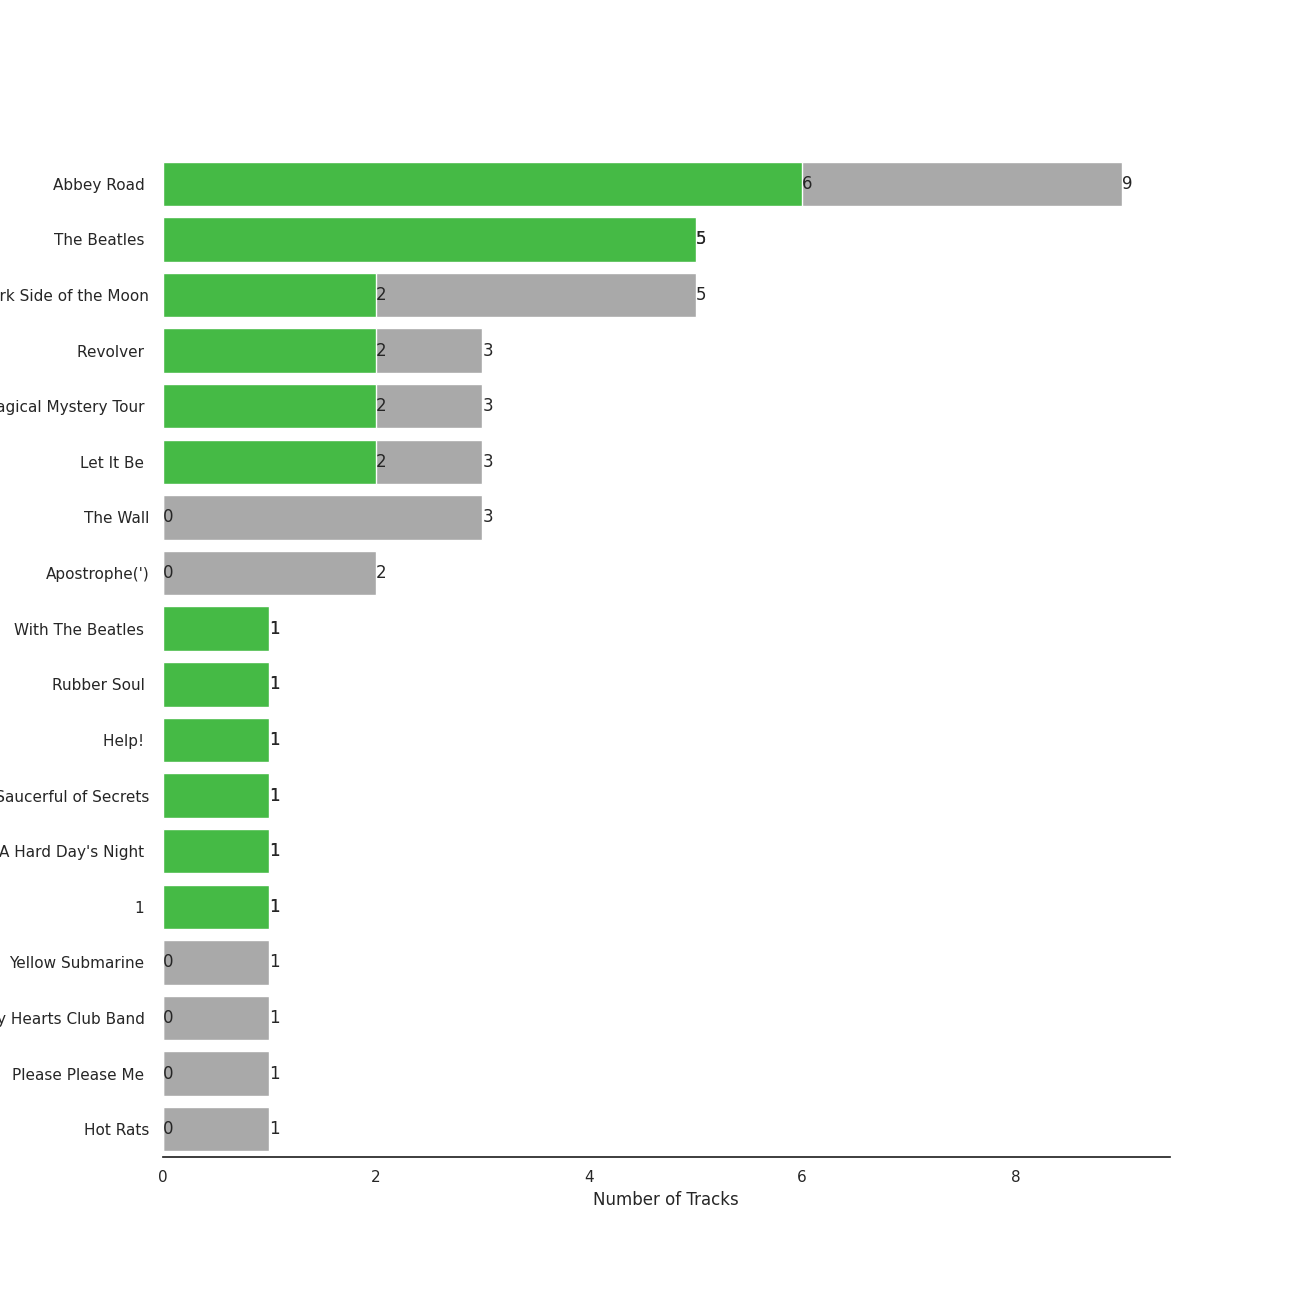 Abbey Road 6 9
The Beatles 5
rk Side of the Moon 2 5
Revolver 2 3
agical Mystery Tour 2 3
Let It Be 2 3
The Wall 0 3
Apostrophe(') 0 2
With The Beatles 1
Rubber Soul 1
Help! 1
Saucerful of Secrets 1
A Hard Day's Night 1
1 1
Yellow Submarine 0 1
y Hearts Club Band 0 1
Please Please Me 0 1
Hot Rats 0 1
0 2 4 6 8
Number of Tracks